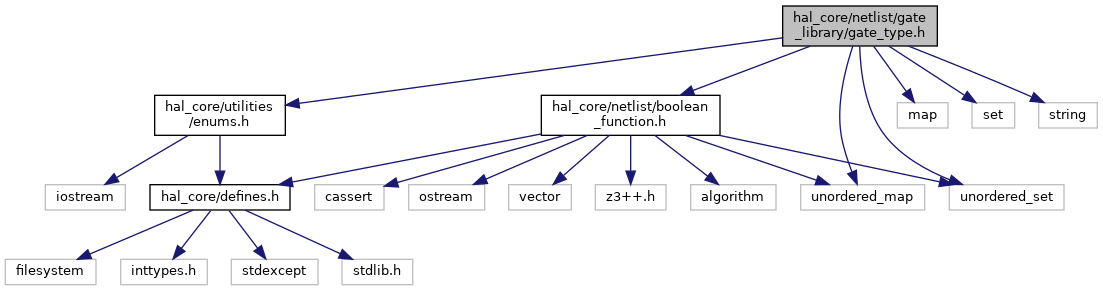 hal_core/netlist/gate
_library/gate_type.h
hal_core/utilities
/enums.h
hal_core/netlist/boolean
_function.h
map
set
string
iostream
hal_core/defines.h
cassert
ostream
vector
z3++.h
algorithm
unordered_map
unordered_set
filesystem
inttypes.h
stdexcept
stdlib.h